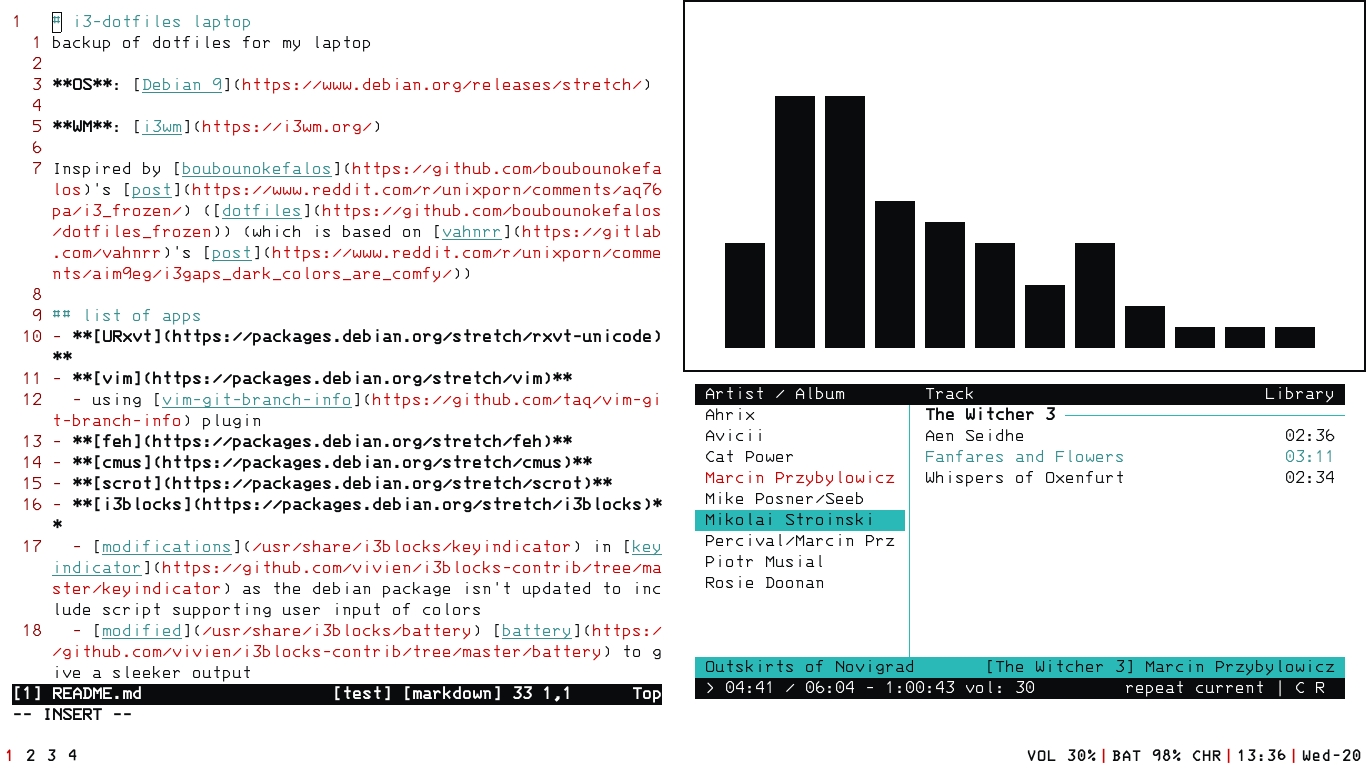 1 # i3-dotfiles laptop
1 backup of dotfiles for my laptop
2
3 **OS**: [Debian 9](https://www.debian.org/releases/stretch/)
4
5 **WM**: [i3wm](https://i3wm.org/)
6
7 Inspired by [boubounokefalos](https://github.com/boubounokefa
los)'s [post](https://www.reddit.com/r/unixporn/comments/aq76
pa/i3_frozen/) ([dotfiles](https://github.com/boubounokefalos
/dotfiles_frozen)) (which is based on [vahnrr](https://gitlab
.com/vahnrr)'s [post](https://www.reddit.com/r/unixporn/comme
nts/aim9eg/i3gaps_dark_colors_are_comfy/))
8
9 ## list of apps
10 - **[URxvt](https://packages.debian.org/stretch/rxvt-unicode)
**
11 - **[vim](https://packages.debian.org/stretch/vim)**
12   - using [vim-git-branch-info](https://github.com/taq/vim-gi
t-branch-info) plugin
13 - **[feh](https://packages.debian.org/stretch/feh)**
14 - **[cmus](https://packages.debian.org/stretch/cmus)**
15 - **[scrot](https://packages.debian.org/stretch/scrot)**
16 - **[i3blocks](https://packages.debian.org/stretch/i3blocks)*
*
17   - [modifications](/usr/share/i3blocks/keyindicator) in [key
indicator](https://github.com/vivien/i3blocks-contrib/tree/ma
ster/keyindicator) as the debian package isn't updated to inc
lude script supporting user input of colors
18   - [modified](/usr/share/i3blocks/battery) [battery](https:/
/github.com/vivien/i3blocks-contrib/tree/master/battery) to g
ive a sleeker output
[1] README.md [test] [markdown] 33 1,1 Top
-- INSERT --
Artist / Album Track Library
Ahrix
Avicii
Cat Power
Marcin Przybylowicz
Mike Posner/Seeb
Mikolai Stroinski
Percival/Marcin Prz
Piotr Musial
Rosie Doonan
The Witcher 3
Aen Seidhe 02:36
Fanfares and Flowers 03:11
Whispers of Oxenfurt 02:34
Outskirts of Novigrad [The Witcher 3] Marcin Przybylowicz
> 04:41 / 06:04 - 1:00:43 vol: 30 repeat current | C R
1 2 3 4 VOL 30%|BAT 98% CHR|13:36|Wed-20